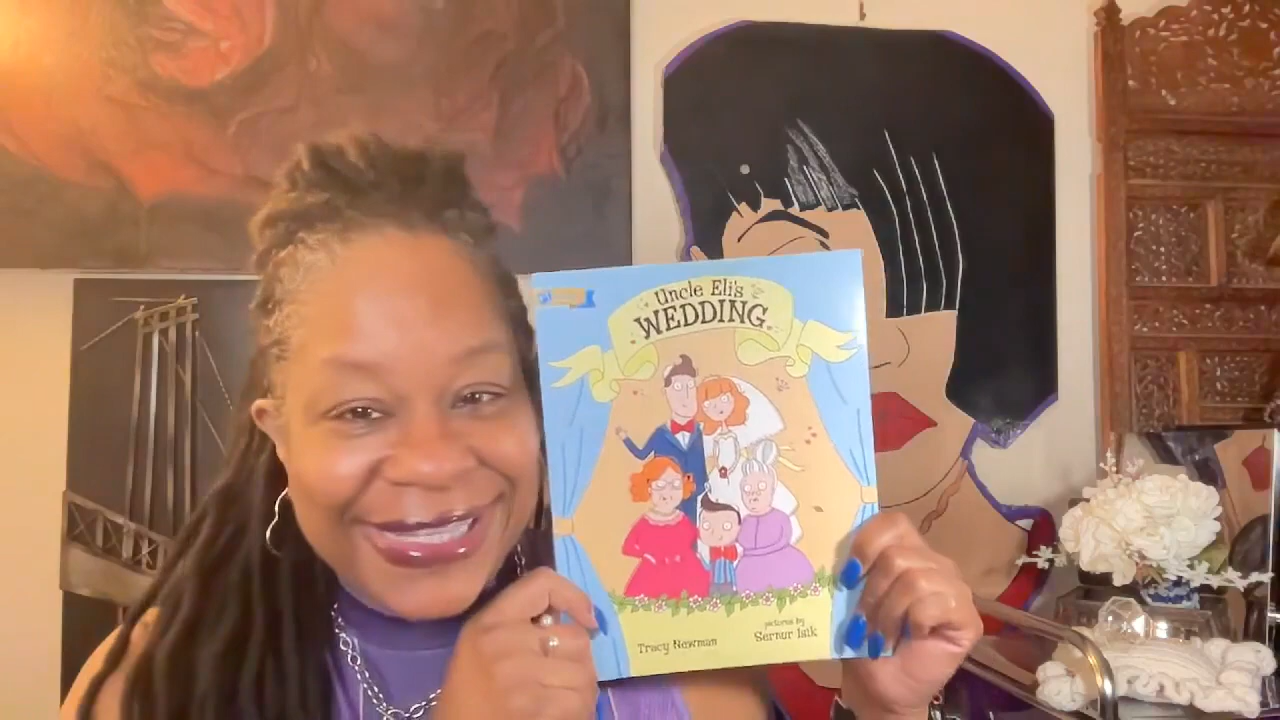 Uncle Eli's
WEDDING
Tracy Newman
pictures by
Sernur Isik